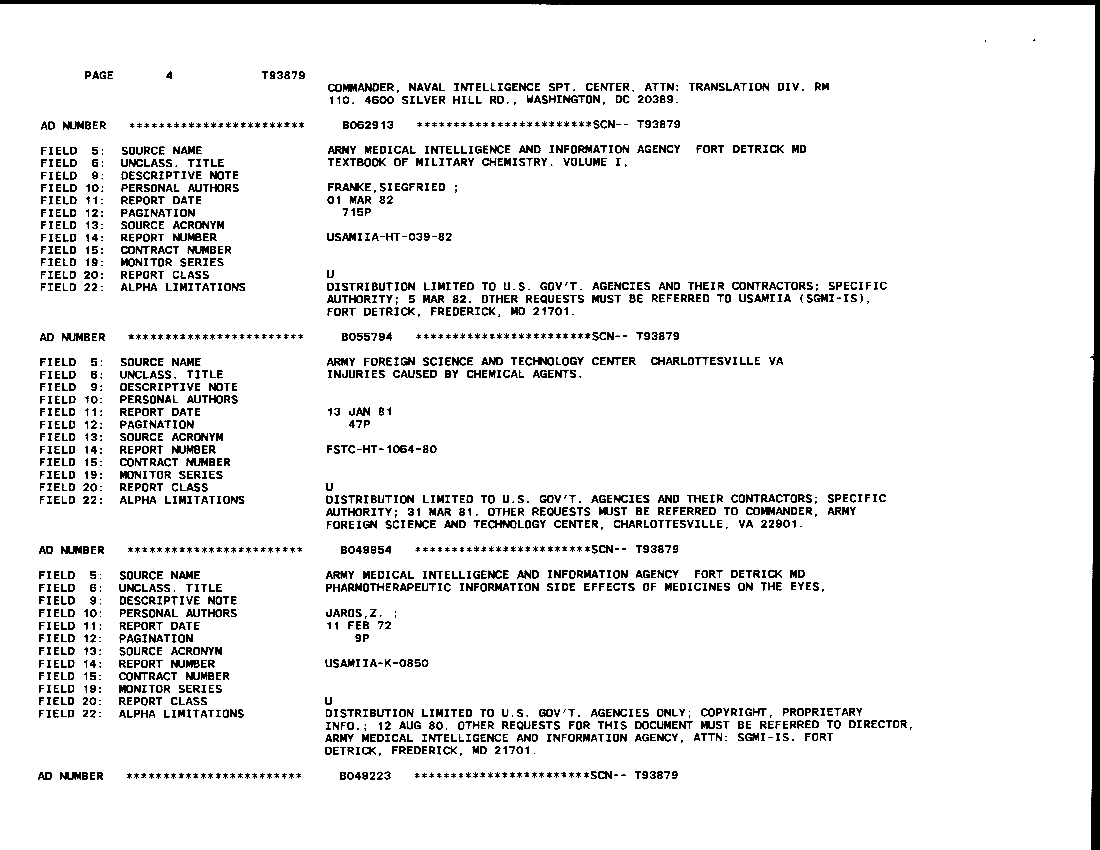 PAGE 4 T93879
COMMANDER, NAVAL INTELLIGENCE SPT. CENTER, ATTN: TRANSLATION DIV. RM
110. 4600 SILVER HILL RD., WASHINGTON, DC 20389.
AD NUMBER ************************ B062913 ************************SCN-- T93879
FIELD 5: SOURCE NAME ARMY MEDICAL INTELLIGENCE AND INFORMATION AGENCY FORT DETRICK MD
FIELD 6: UNCLASS. TITLE TEXTBOOK OF MILITARY CHEMISTRY. VOLUME I,
FIELD 9: DESCRIPTIVE NOTE
FIELD 10: PERSONAL AUTHORS FRANKE,SIEGFRIED ;
FIELD 11: REPORT DATE 01 MAR 82
FIELD 12: PAGINATION 715P
FIELD 13: SOURCE ACRONYM
FIELD 14: REPORT NUMBER USAMIIA-HT-039-82
FIELD 15: CONTRACT NUMBER
FIELD 19: MONITOR SERIES
FIELD 20: REPORT CLASS U
FIELD 22: ALPHA LIMITATIONS DISTRIBUTION LIMITED TO U.S. GOV'T. AGENCIES AND THEIR CONTRACTORS; SPECIFIC
AUTHORITY; 5 MAR 82. OTHER REQUESTS MUST BE REFERRED TO USAMIIA (SGMI-IS),
FORT DETRICK, FREDERICK, MD 21701.
AD NUMBER ************************ B055794 ************************SCN-- T93879
FIELD 5: SOURCE NAME ARMY FOREIGN SCIENCE AND TECHNOLOGY CENTER CHARLOTTESVILLE VA
FIELD 6: UNCLASS. TITLE INJURIES CAUSED BY CHEMICAL AGENTS.
FIELD 9: DESCRIPTIVE NOTE
FIELD 10: PERSONAL AUTHORS
FIELD 11: REPORT DATE 13 JAN 81
FIELD 12: PAGINATION 47P
FIELD 13: SOURCE ACRONYM
FIELD 14: REPORT NUMBER FSTC-HT-1064-80
FIELD 15: CONTRACT NUMBER
FIELD 19: MONITOR SERIES
FIELD 20: REPORT CLASS U
FIELD 22: ALPHA LIMITATIONS DISTRIBUTION LIMITED TO U.S. GOV'T. AGENCIES AND THEIR CONTRACTORS; SPECIFIC
AUTHORITY; 31 MAR 81. OTHER REQUESTS MUST BE REFERRED TO COMMANDER, ARMY
FOREIGN SCIENCE AND TECHNOLOGY CENTER, CHARLOTTESVILLE, VA 22901.
AD NUMBER ************************ B049854 ************************SCN-- T93879
FIELD 5: SOURCE NAME ARMY MEDICAL INTELLIGENCE AND INFORMATION AGENCY FORT DETRICK MD
FIELD 6: UNCLASS. TITLE PHARMOTHERAPEUTIC INFORMATION SIDE EFFECTS OF MEDICINES ON THE EYES,
FIELD 9: DESCRIPTIVE NOTE
FIELD 10: PERSONAL AUTHORS JAROS,Z. ;
FIELD 11: REPORT DATE 11 FEB 72
FIELD 12: PAGINATION 9P
FIELD 13: SOURCE ACRONYM
FIELD 14: REPORT NUMBER USAMIIA-K-0850
FIELD 15: CONTRACT NUMBER
FIELD 19: MONITOR SERIES
FIELD 20: REPORT CLASS U
FIELD 22: ALPHA LIMITATIONS DISTRIBUTION LIMITED TO U.S. GOV'T. AGENCIES ONLY; COPYRIGHT, PROPRIETARY
INFO.; 12 AUG 80. OTHER REQUESTS FOR THIS DOCUMENT MUST BE REFERRED TO DIRECTOR,
ARMY MEDICAL INTELLIGENCE AND INFORMATION AGENCY, ATTN: SGMI-IS. FORT
DETRICK, FREDERICK, MD 21701.
AD NUMBER ************************ B049223 ************************SCN-- T93879